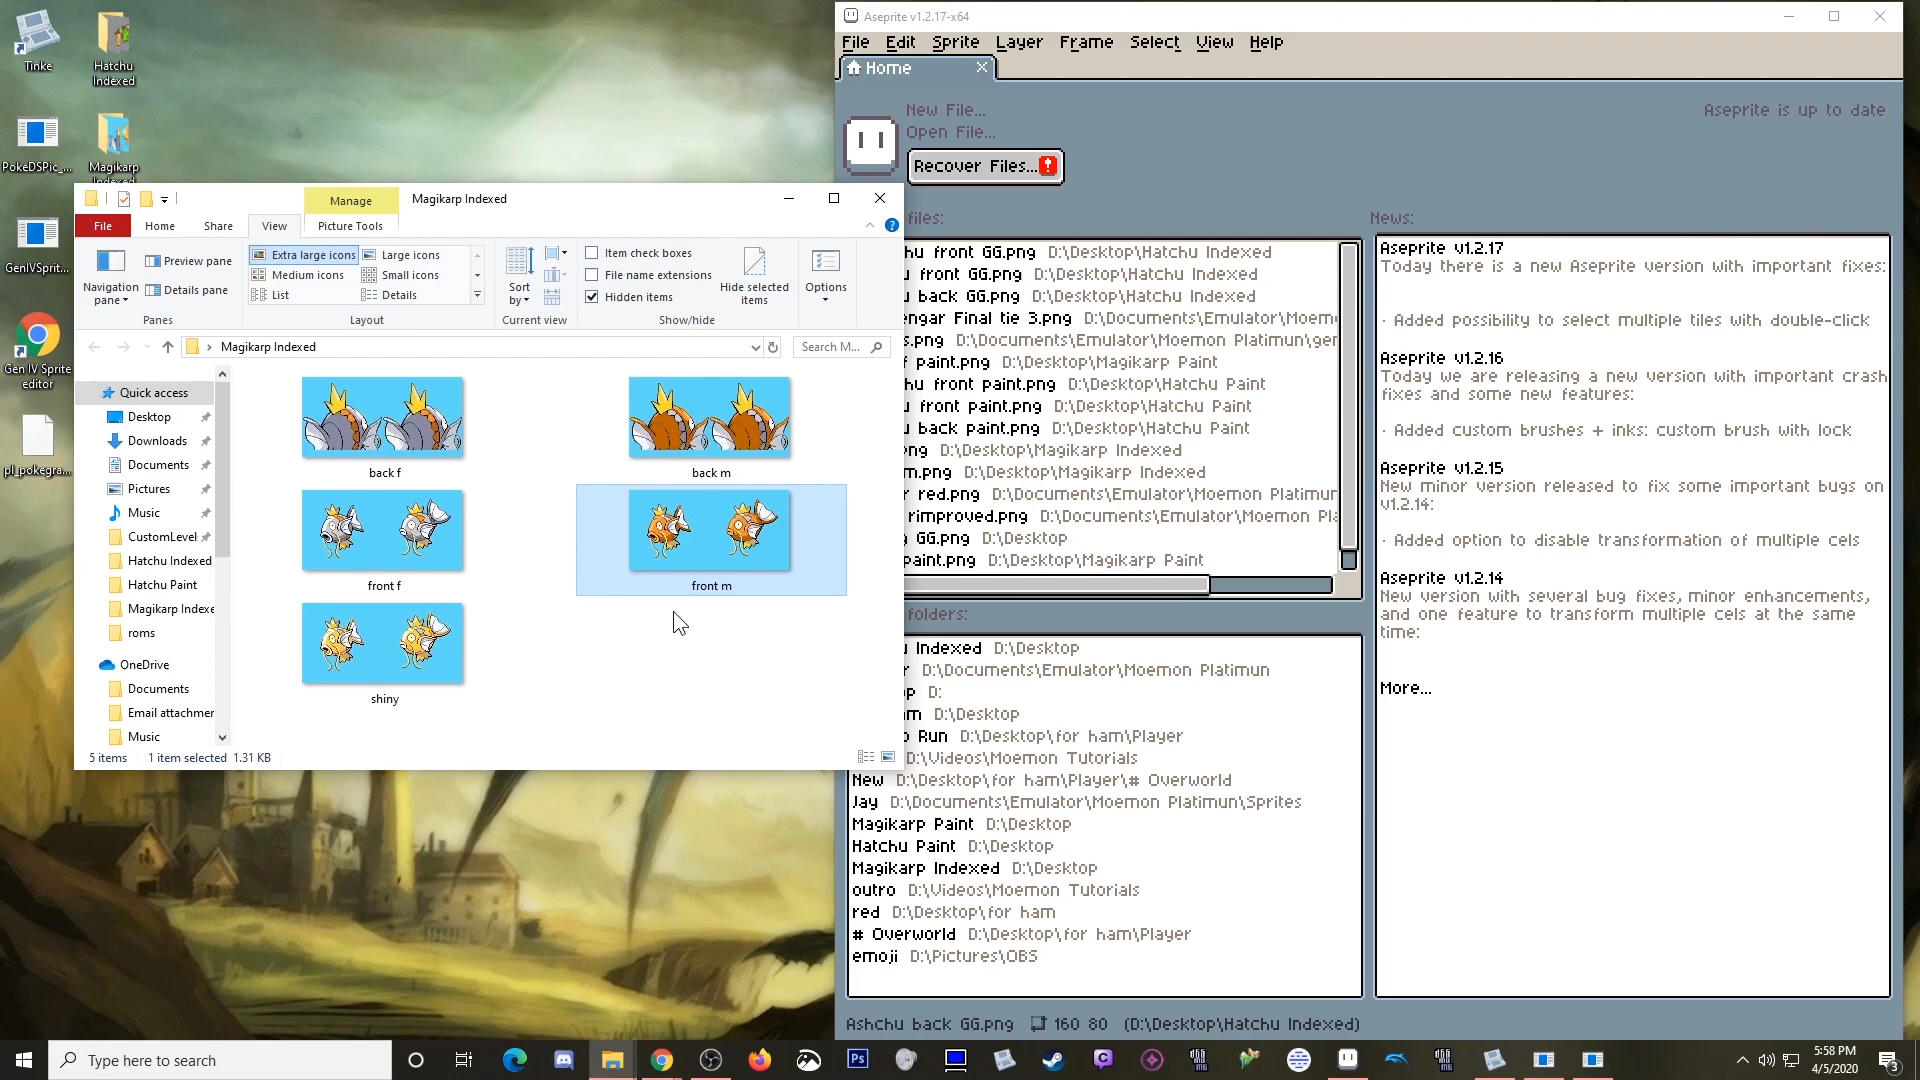 Tinke
Hatchu
Indexed
PokeDSPic_...
Magikarp
Indexed
GenIVSprit...
Gen IV Sprite
editor
pl_pokegra...
Manage
Magikarp Indexed
File
Home
Share
View
Picture Tools
Navigation
pane
Preview pane
Details pane
Panes
Extra large icons
Large icons
Medium icons
Small icons
List
Details
Layout
Sort
by
Current view
Item check boxes
File name extensions
Hidden items
Hide selected
items
Show/hide
Options
Magikarp Indexed
Search M...
Quick access
Desktop
Downloads
Documents
Pictures
Music
CustomLevel
Hatchu Indexed
Hatchu Paint
Magikarp Indexe
roms
OneDrive
Documents
Email attachmer
Music
back f
back m
front f
front m
shiny
5 items
1 item selected 1.31 KB
Aseprite v1.2.17-x64
File Edit Sprite Layer Frame Select View Help
Home
New File...
Open File...
Recover Files...
Aseprite is up to date
files:
hu front GG.png D:\Desktop\Hatchu Indexed
u front GG.png D:\Desktop\Hatchu Indexed
u back GG.png D:\Desktop\Hatchu Indexed
engar Final tie 3.png D:\Documents\Emulator\Moem
s.png D:\Documents\Emulator\Moemon Platimun\ger
f paint.png D:\Desktop\Magikarp Paint
hu front paint.png D:\Desktop\Hatchu Paint
u front paint.png D:\Desktop\Hatchu Paint
u back paint.png D:\Desktop\Hatchu Paint
png D:\Desktop\Magikarp Indexed
m.png D:\Desktop\Magikarp Indexed
r red.png D:\Documents\Emulator\Moemon Platimur
rimproved.png D:\Documents\Emulator\Moemon Pla
g GG.png D:\Desktop
paint.png D:\Desktop\Magikarp Paint
folders:
u Indexed D:\Desktop
r D:\Documents\Emulator\Moemon Platimun
op D:
am D:\Desktop
o Run D:\Desktop\for ham\Player
D:\Videos\Moemon Tutorials
New D:\Desktop\for ham\Player\# Overworld
Jay D:\Documents\Emulator\Moemon Platimun\Sprites
Magikarp Paint D:\Desktop
Hatchu Paint D:\Desktop
Magikarp Indexed D:\Desktop
outro D:\Videos\Moemon Tutorials
red D:\Desktop\for ham
# Overworld D:\Desktop\for ham\Player
emoji D:\Pictures\OBS
News:
Aseprite v1.2.17
Today there is a new Aseprite version with important fixes:
· Added possibility to select multiple tiles with double-click
Aseprite v1.2.16
Today we are releasing a new version with important crash
fixes and some new features:
· Added custom brushes + inks: custom brush with lock
Aseprite v1.2.15
New minor version released to fix some important bugs on
v1.2.14:
· Added option to disable transformation of multiple cels
Aseprite v1.2.14
New version with several bug fixes, minor enhancements,
and one feature to transform multiple cels at the same
time:
More...
Ashchu back GG.png 160 80 (D:\Desktop\Hatchu Indexed)
Type here to search
Ps
5:58 PM
4/5/2020
3